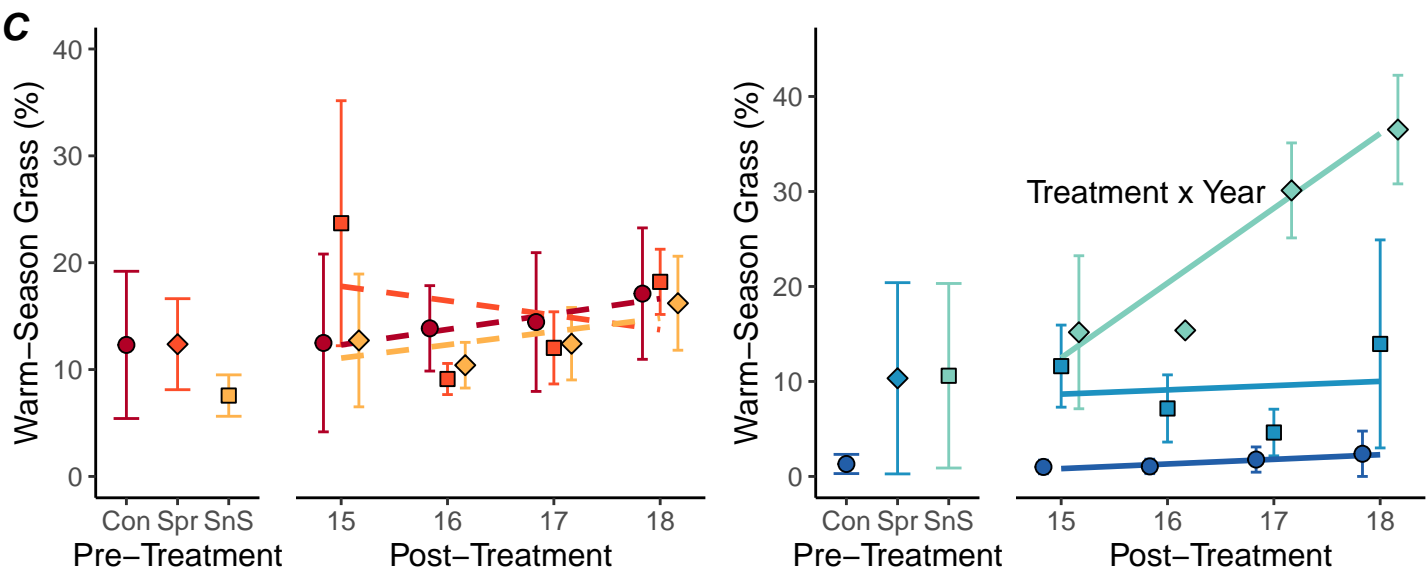 C
Warm−Season Grass (%)
40
30
20
10
0
Con Spr SnS
Pre−Treatment
15 16 17 18
Post−Treatment
Warm−Season Grass (%)
40
30
20
10
0
Treatment x Year
Con Spr SnS
Pre−Treatment
15 16 17 18
Post−Treatment